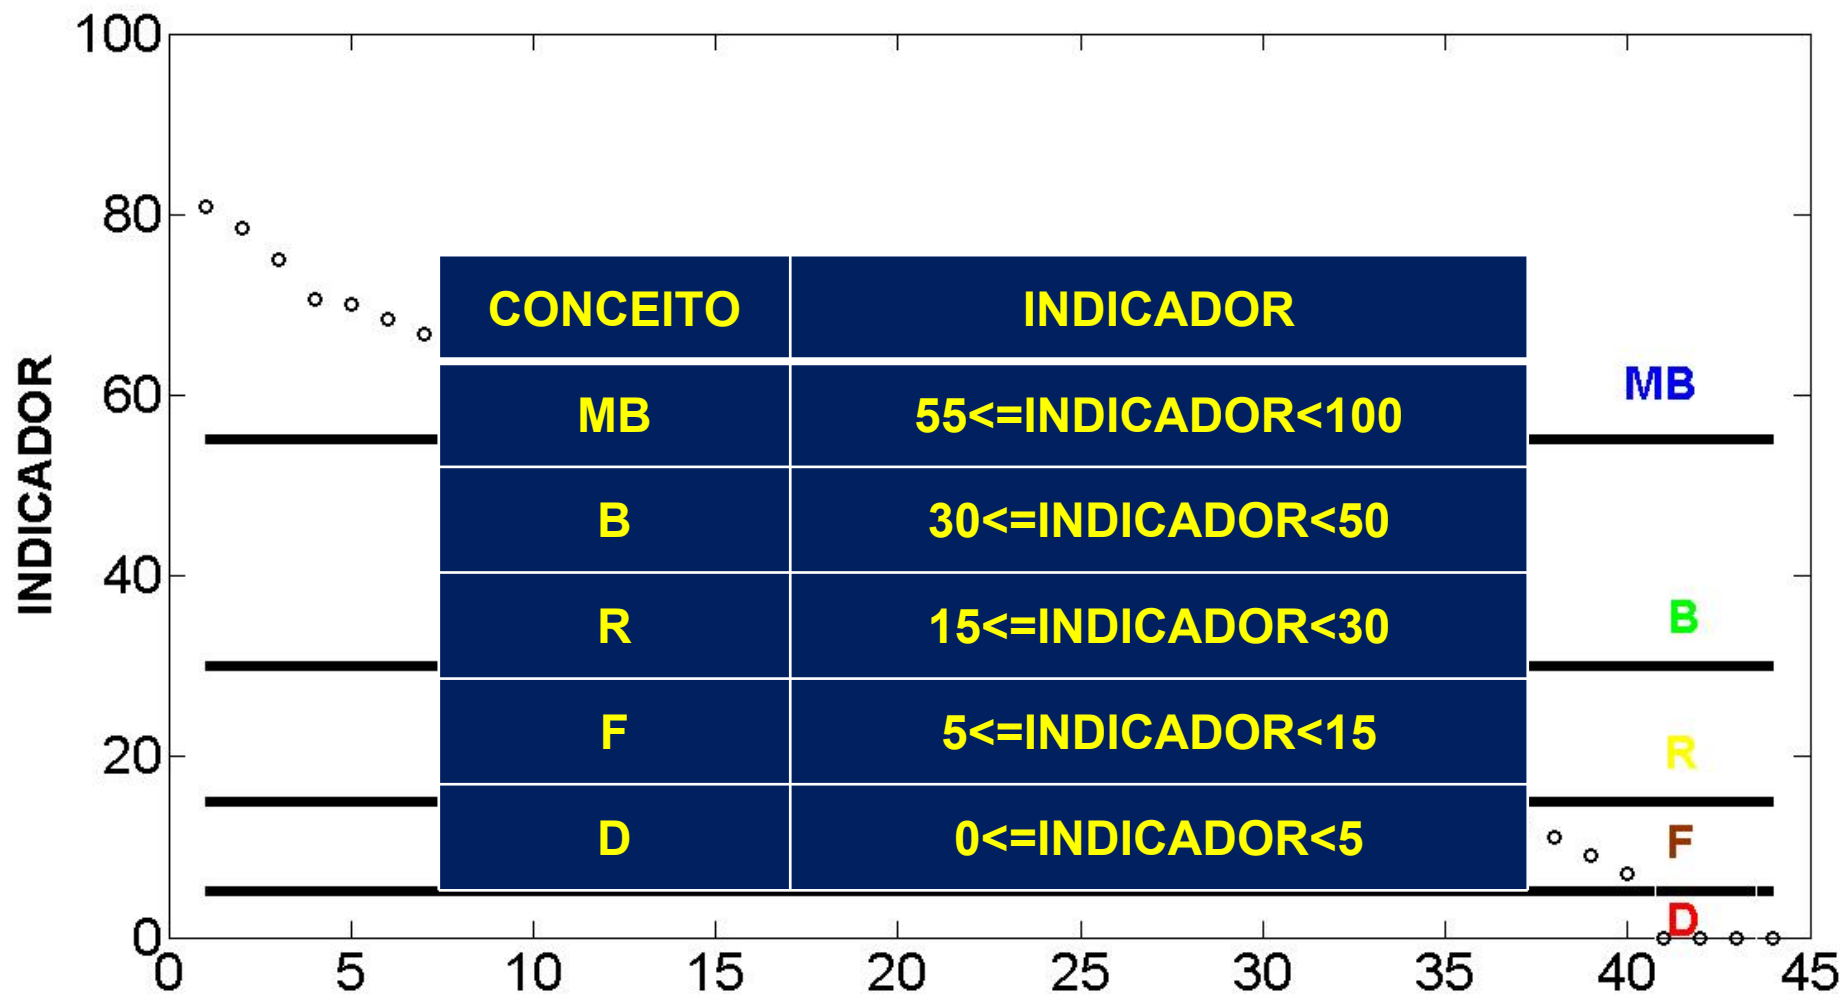 100
80
60
40
20
0
INDICADOR
CONCEITO INDICADOR
MB 55<=INDICADOR<100
B 30<=INDICADOR<50
R 15<=INDICADOR<30
F 5<=INDICADOR<15
D 0<=INDICADOR<5
MB
B
R
F
D
0 5 10 15 20 25 30 35 40 45